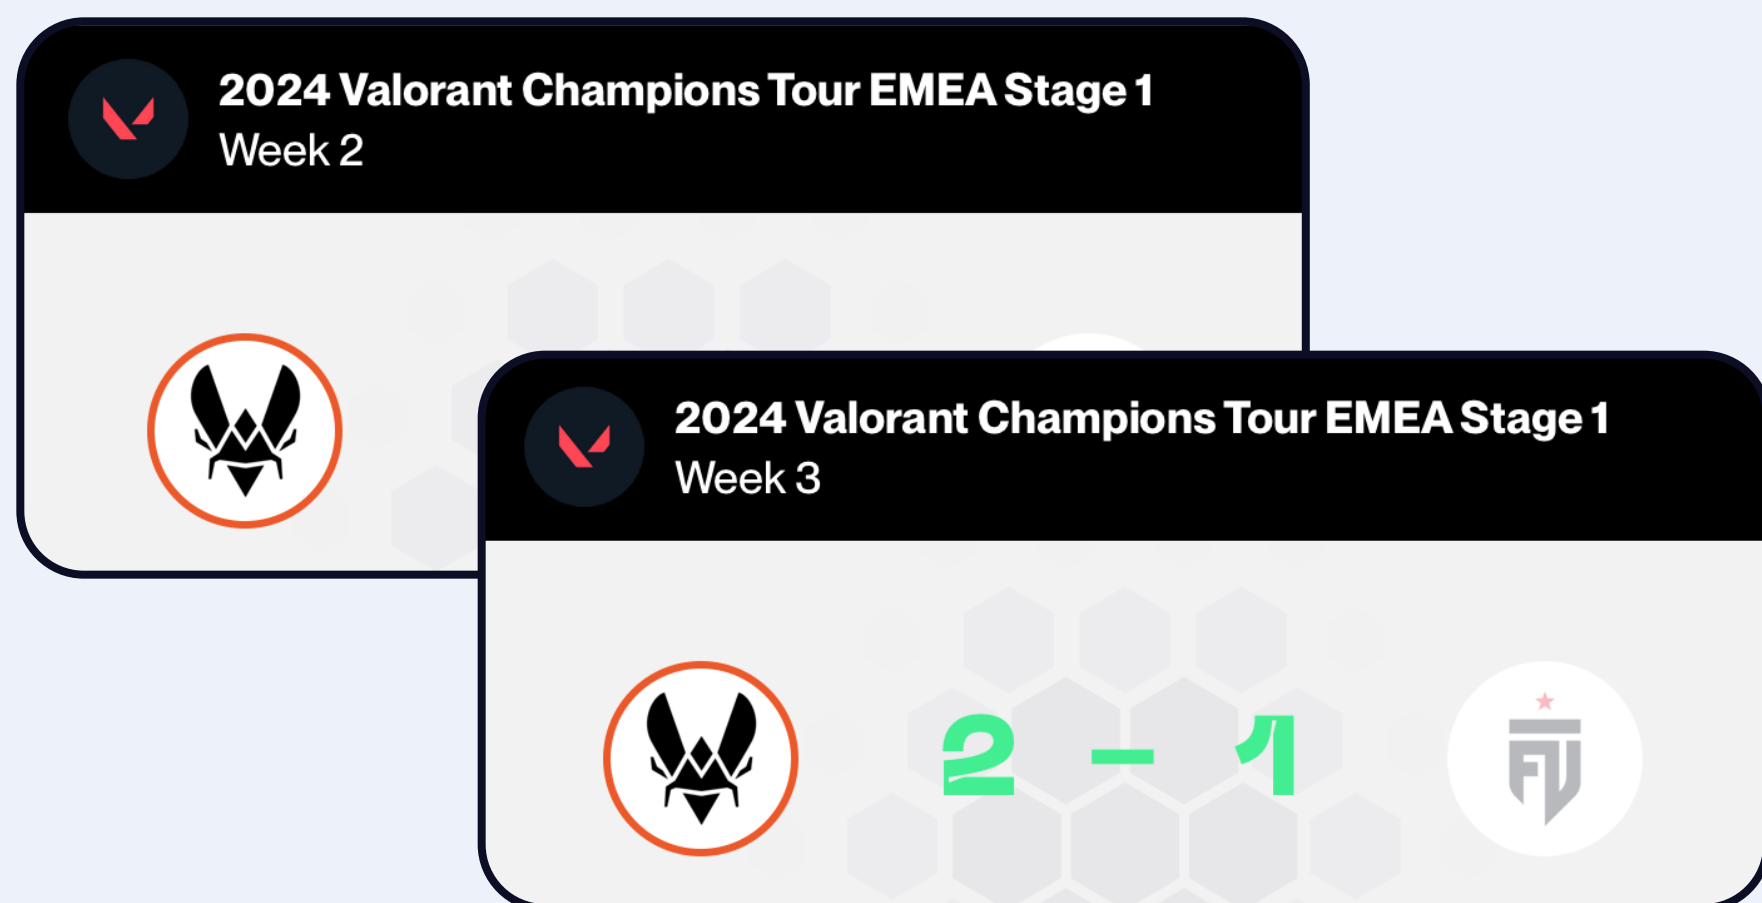 2024 Valorant Champions Tour EMEA Stage 1
Week 2
2024 Valorant Champions Tour EMEA Stage 1
Week 3
2 – 1
FUT